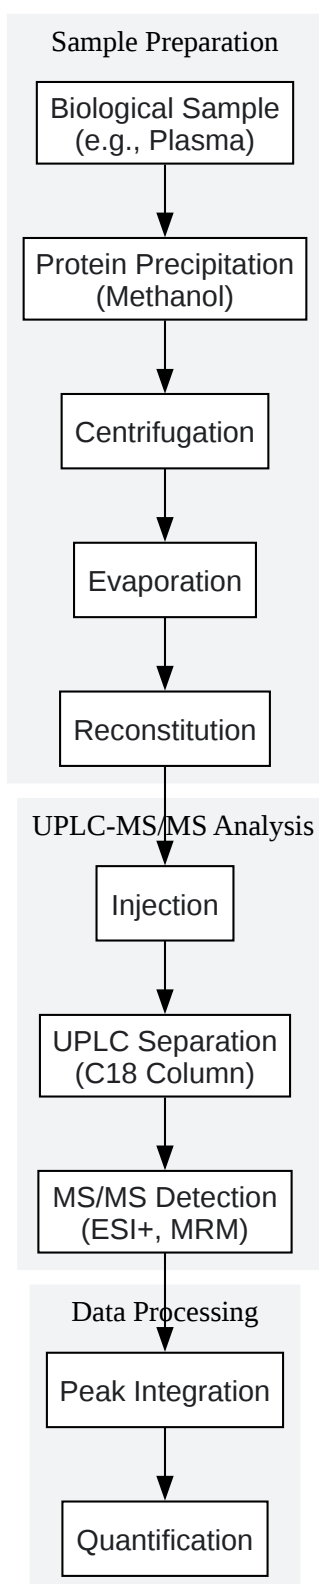 Sample Preparation
Biological Sample
(e.g., Plasma)
Protein Precipitation
(Methanol)
Centrifugation
Evaporation
Reconstitution
UPLC-MS/MS Analysis
Injection
UPLC Separation
(C18 Column)
MS/MS Detection
(ESI+, MRM)
Data Processing
Peak Integration
Quantification